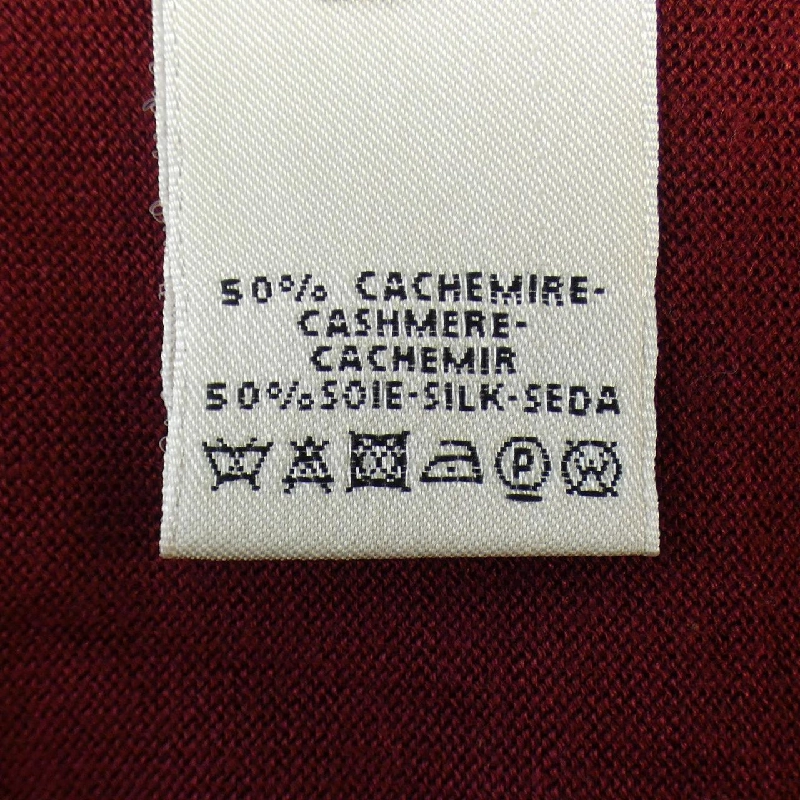 50% CACHEMIRE-
CASHMERE-
CACHEMIR
50% SOIE-SILK-SEDA
P W